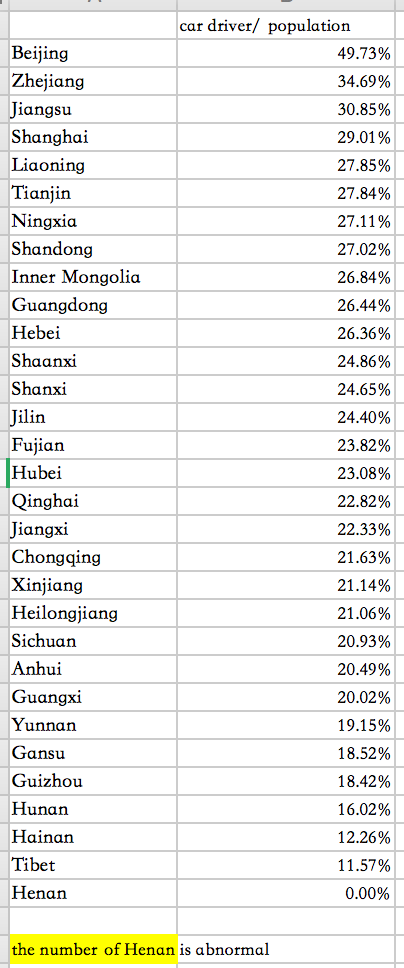 car driver/ population
Beijing 49.73%
Zhejiang 34.69%
Jiangsu 30.85%
Shanghai 29.01%
Liaoning 27.85%
Tianjin 27.84%
Ningxia 27.11%
Shandong 27.02%
Inner Mongolia 26.84%
Guangdong 26.44%
Hebei 26.36%
Shaanxi 24.86%
Shanxi 24.65%
Jilin 24.40%
Fujian 23.82%
Hubei 23.08%
Qinghai 22.82%
Jiangxi 22.33%
Chongqing 21.63%
Xinjiang 21.14%
Heilongjiang 21.06%
Sichuan 20.93%
Anhui 20.49%
Guangxi 20.02%
Yunnan 19.15%
Gansu 18.52%
Guizhou 18.42%
Hunan 16.02%
Hainan 12.26%
Tibet 11.57%
Henan 0.00%
the number of Henan is abnormal